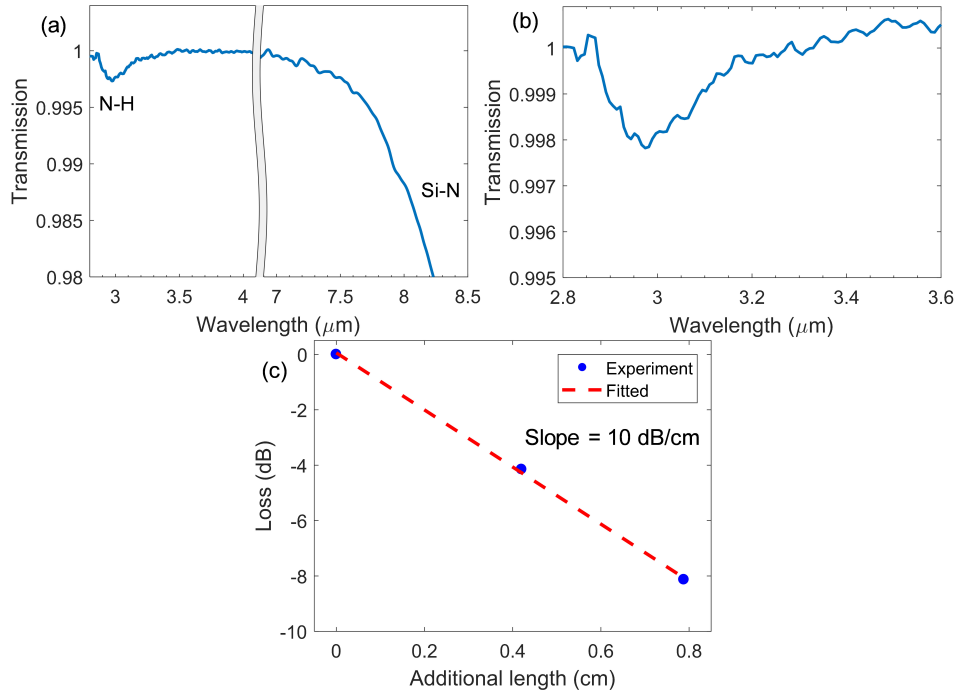 (a)
1
0.995
0.99
0.985
0.98
Transmission
N-H
Si-N
3
3.5
4
7
7.5
8
8.5
Wavelength (μm)
(b)
1
0.999
0.998
0.997
0.996
0.995
Transmission
2.8
3
3.2
3.4
3.6
Wavelength (μm)
(c)
0
-2
-4
-6
-8
-10
Loss (dB)
Experiment
Fitted
Slope = 10 dB/cm
0
0.2
0.4
0.6
0.8
Additional length (cm)